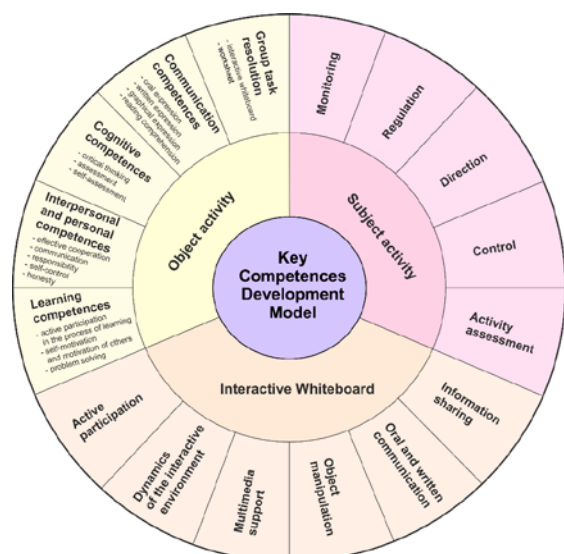 Key
Competences
Development
Model
Object activity
Subject activity
Interactive Whiteboard
Group task
resolution
- interactive whiteboard
- worksheet
Communication
competences
- oral expression
- written expression
- graphical expression
- reading comprehension
Cognitive
competences
- critical thinking
- assessment
- self-assessment
Interpersonal
and personal
competences
- effective cooperation
- communication
- responsibility
- self-control
- honesty
Learning
competences
- active participation
in the process of learning
- self-motivation
and motivation of others
- problem solving
Monitoring
Regulation
Direction
Control
Activity
assessment
Information
sharing
Oral and written
communication
Object
manipulation
Multimedia
support
Dynamics
of the interactive
environment
Active
participation